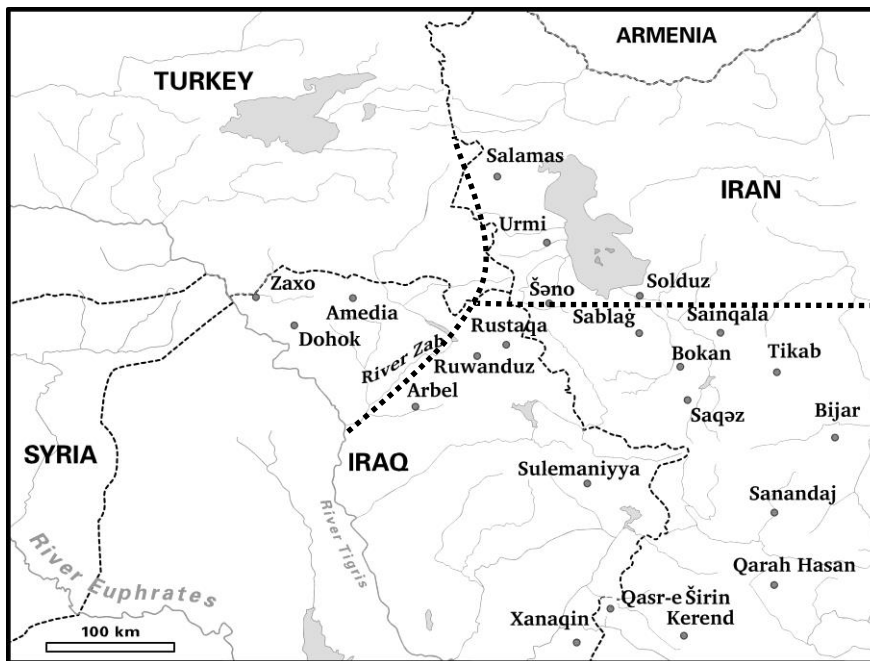 ARMENIA
TURKEY
Salamas
IRAN
Urmi
Zaxo
Šəno
Solduz
Amedia
Rustaqa
Sablaġ
Sainqala
Dohok
River Zab
Ruwanduz
Bokan
Tikab
Arbel
Saqəz
Bijar
SYRIA
IRAQ
Sulemaniyya
Sanandaj
River Tigris
River Euphrates
Qarah Hasan
Qasr-e Širin
Xanaqin
Kerend
100 km